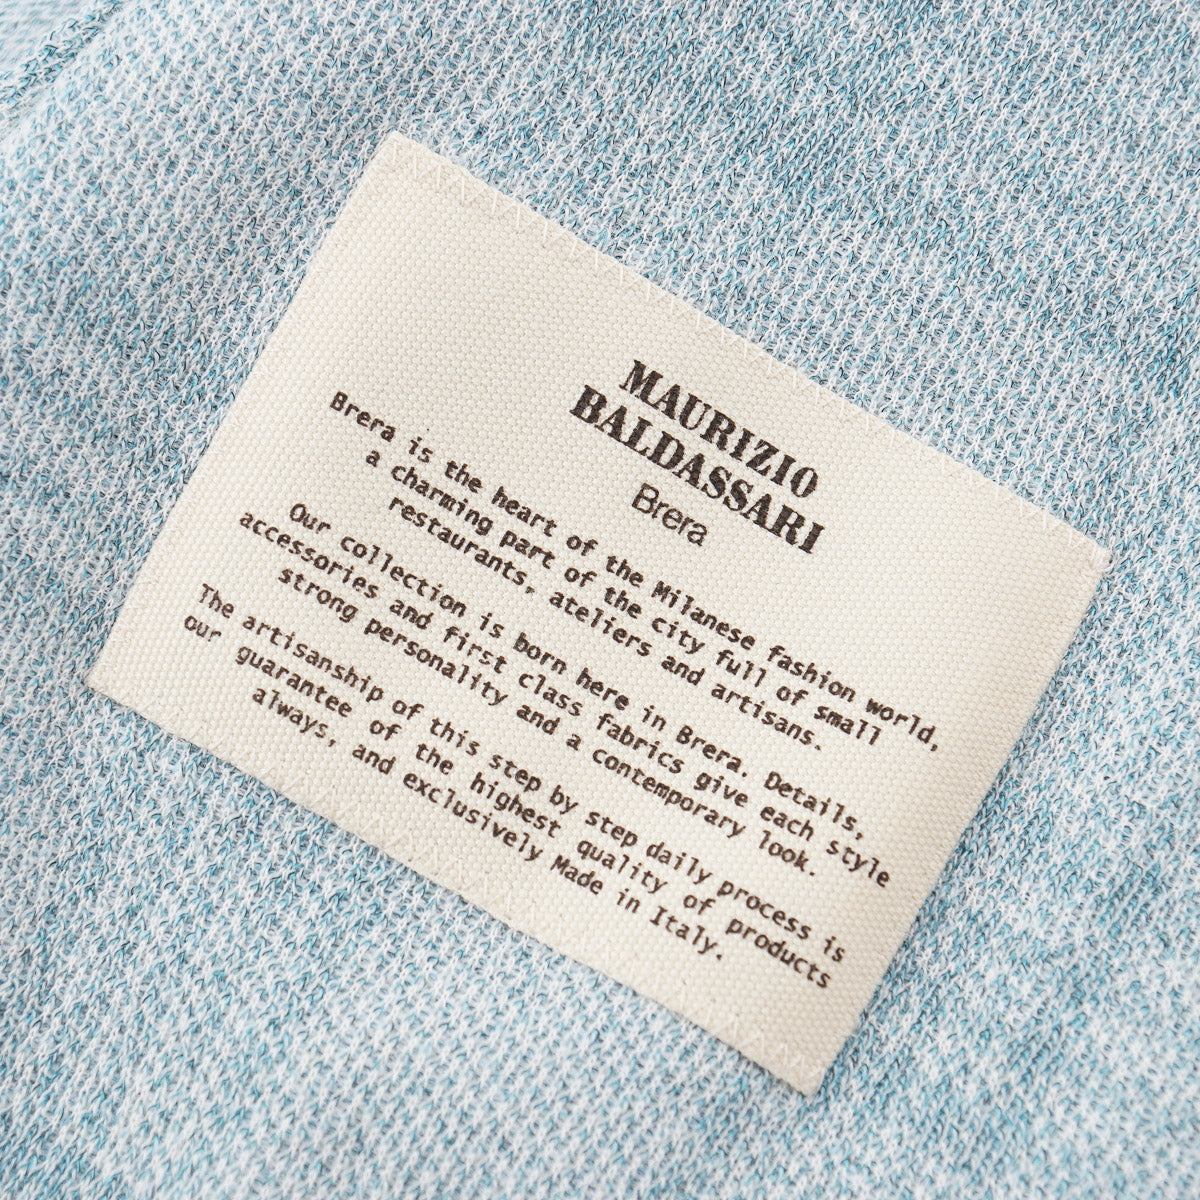 MAURIZIO
BALDASSARI
Brera
Brera is the heart of the Milanese fashion world,
a charming part of the city full of small
restaurants, ateliers and artisans.
Our collection is born here in Brera. Details,
accessories and first class fabrics give each style
strong personality and a contemporary look.
The artisanship of this step by step daily process is
our guarantee of the highest quality of products
always, and exclusively Made in Italy.